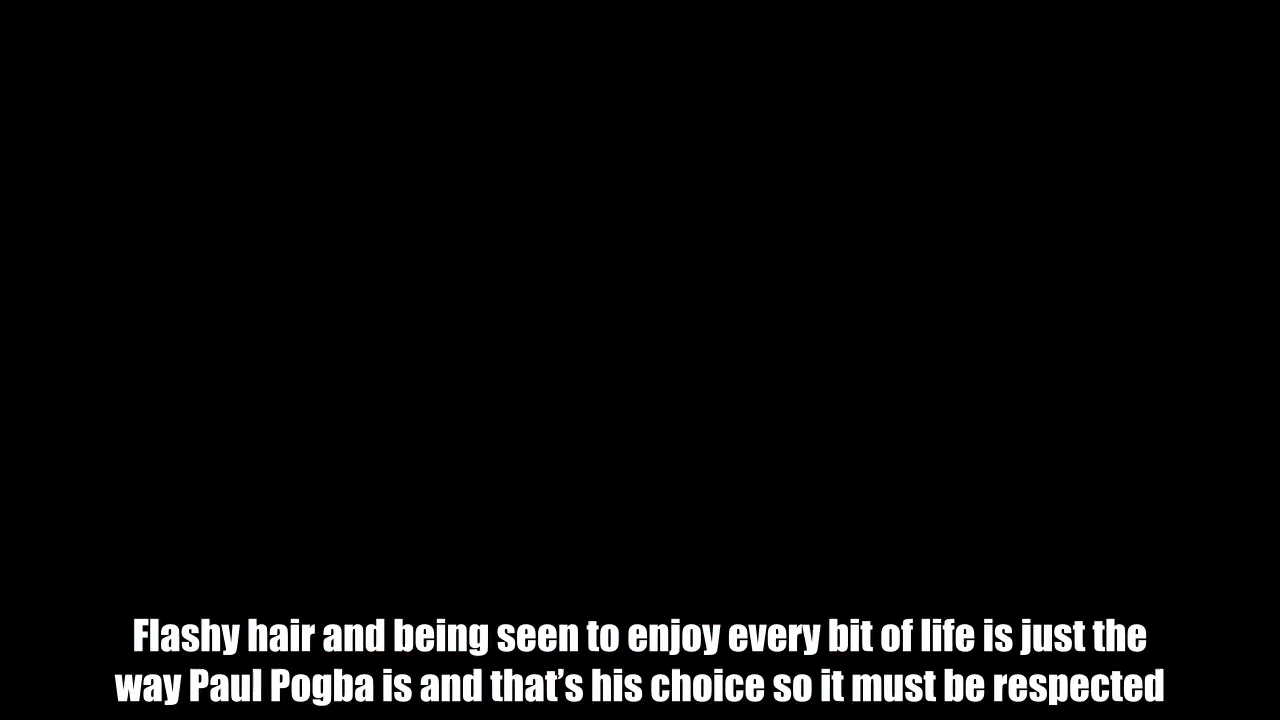 Flashy hair and being seen to enjoy every bit of life is just the
way Paul Pogba is and that’s his choice so it must be respected